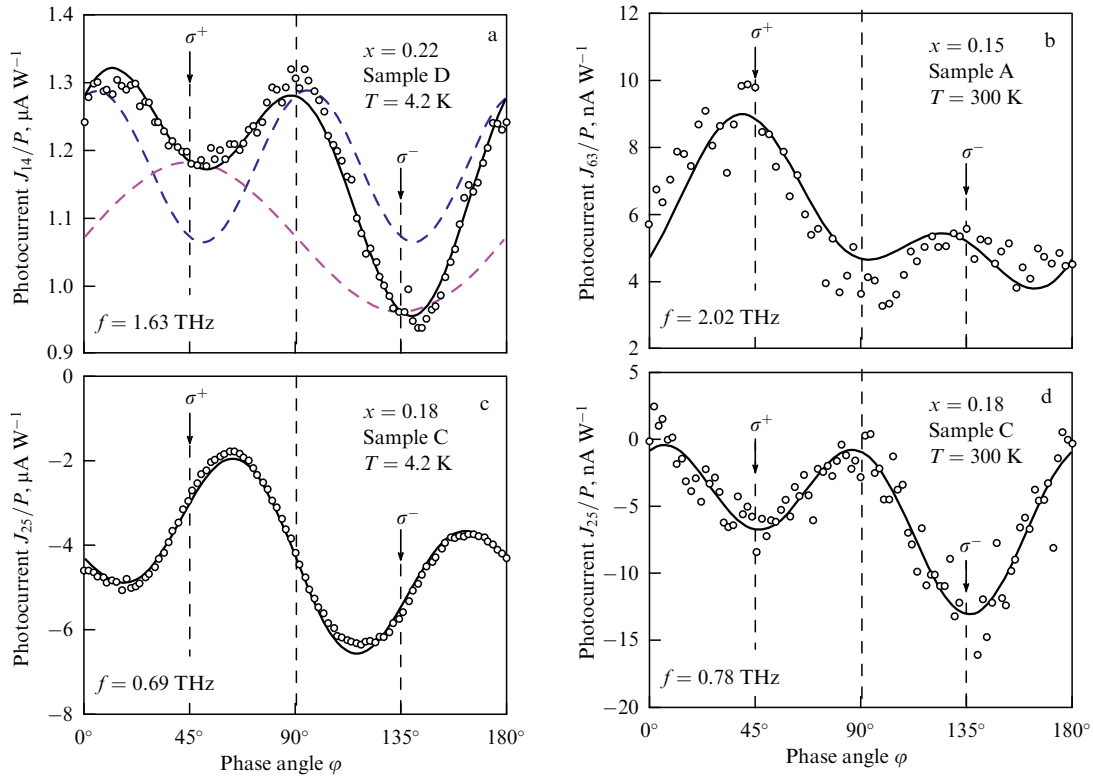 a
1.4
1.3
1.2
1.1
1.0
0.9
Photocurrent J₁₄/P, μA W⁻¹
σ⁺
σ⁻
x = 0.22
Sample D
T = 4.2 K
f = 1.63 THz
b
12
10
8
6
4
2
Photocurrent J₆₃/P, nA W⁻¹
σ⁺
σ⁻
x = 0.15
Sample A
T = 300 K
f = 2.02 THz
c
0
−2
−4
−6
−8
Photocurrent J₂₅/P, μA W⁻¹
σ⁺
σ⁻
x = 0.18
Sample C
T = 4.2 K
f = 0.69 THz
0° 45° 90° 135° 180°
Phase angle φ
d
5
0
−5
−10
−15
−20
Photocurrent J₂₅/P, nA W⁻¹
σ⁺
σ⁻
x = 0.18
Sample C
T = 300 K
f = 0.78 THz
0° 45° 90° 135° 180°
Phase angle φ